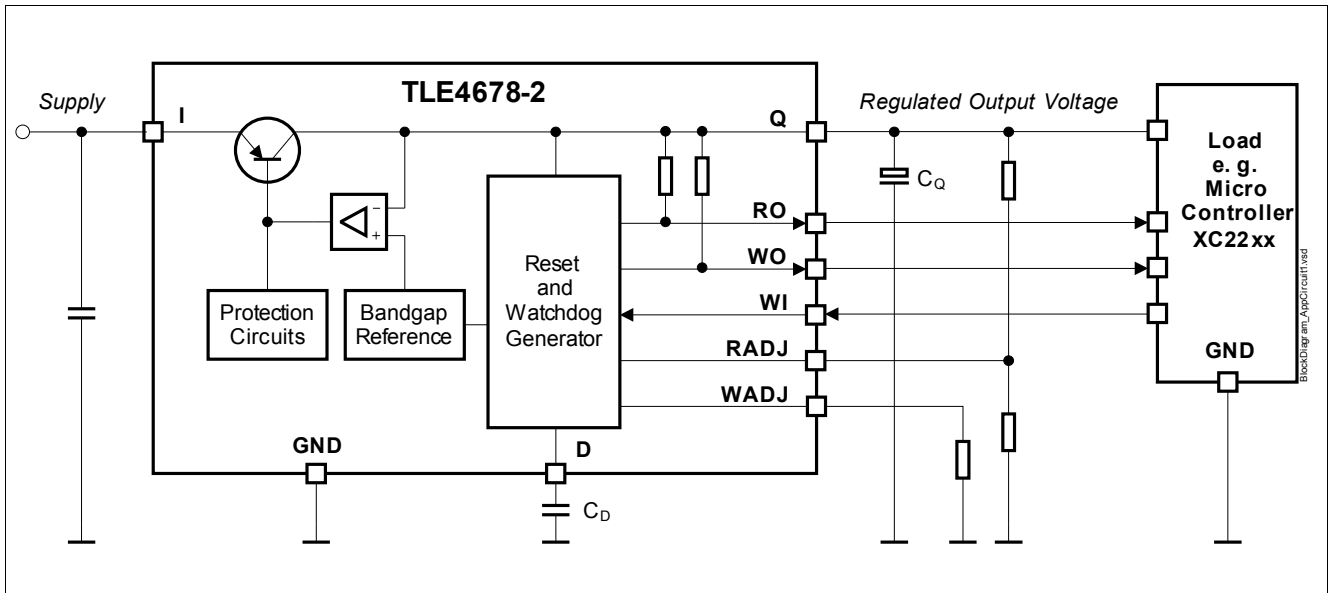 TLE4678-2
Supply
I
Q
Regulated Output Voltage
Load
e. g.
Micro
Controller
XC22xx
-
+
RO
WO
WI
RADJ
WADJ
Reset
and
Watchdog
Generator
Protection
Circuits
Bandgap
Reference
GND
D
C_D
C_Q
GND
BlockDiagram_AppCircuit1.vsd